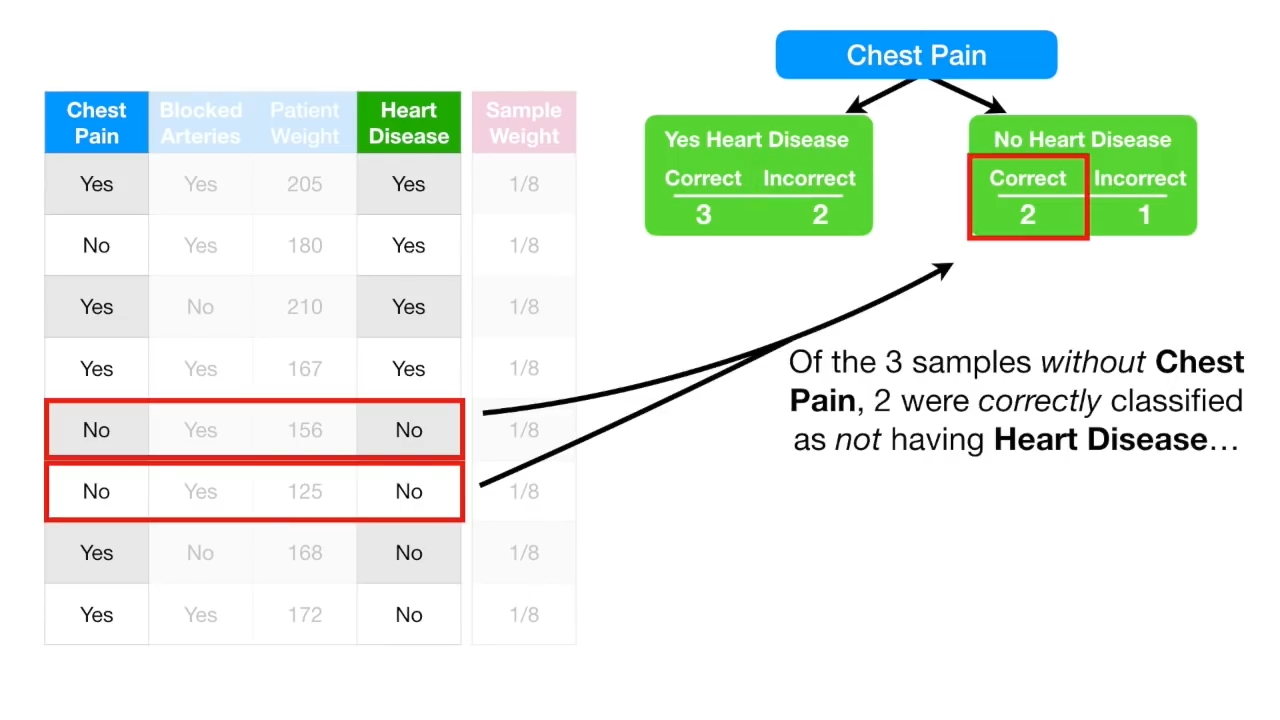 Chest Pain
Chest Blocked Patient Heart Sample
Pain Arteries Weight Disease Weight
Yes Heart Disease No Heart Disease
Correct Incorrect Correct Incorrect
3 2 2 1
Yes Yes 205 Yes 1/8
No Yes 180 Yes 1/8
Yes No 210 Yes 1/8
Yes Yes 167 Yes 1/8
No Yes 156 No 1/8
No Yes 125 No 1/8
Yes No 168 No 1/8
Yes Yes 172 No 1/8
Of the 3 samples without Chest
Pain, 2 were correctly classified
as not having Heart Disease…